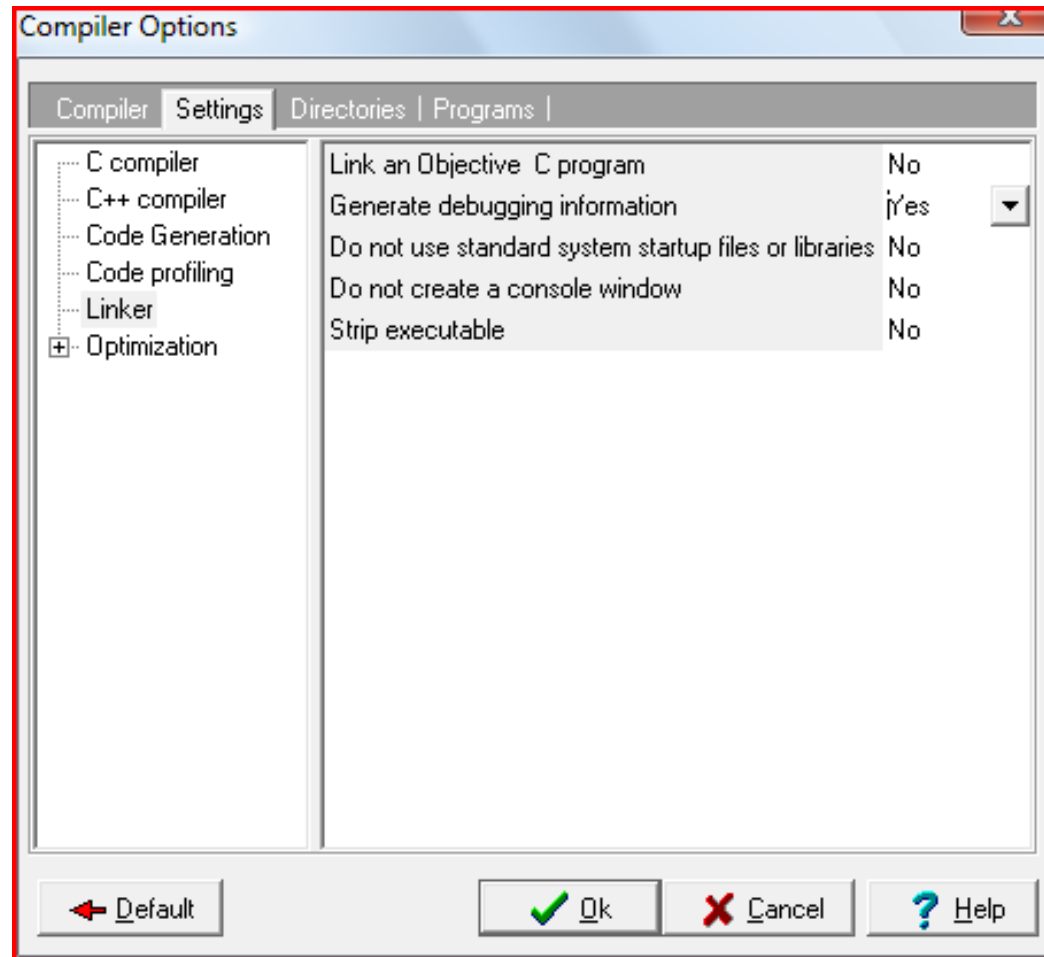 Compiler Options
Compiler Settings Directories | Programs |
C compiler
C++ compiler
Code Generation
Code profiling
Linker
Optimization
Link an Objective C program No
Generate debugging information Yes
Do not use standard system startup files or libraries No
Do not create a console window No
Strip executable No
Default Ok Cancel Help